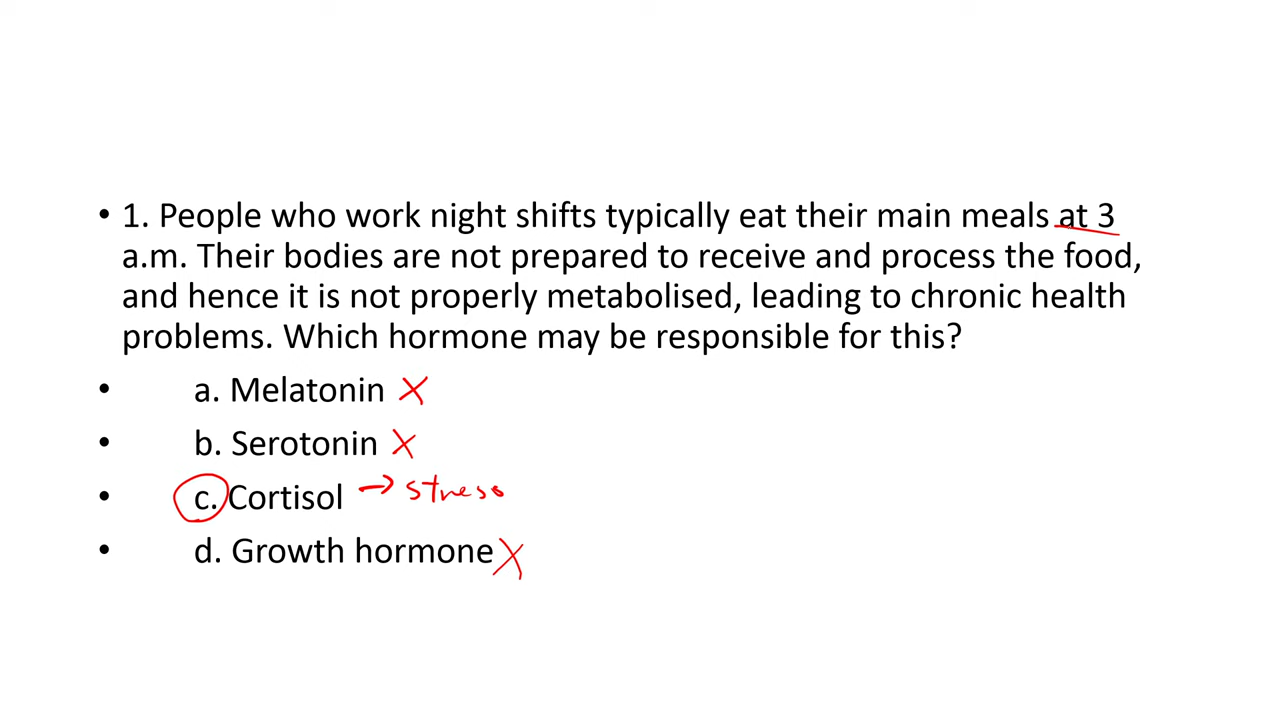 • 1. People who work night shifts typically eat their main meals at 3
a.m. Their bodies are not prepared to receive and process the food,
and hence it is not properly metabolised, leading to chronic health
problems. Which hormone may be responsible for this?
• a. Melatonin X
• b. Serotonin X
• c. Cortisol → stress
• d. Growth hormone X